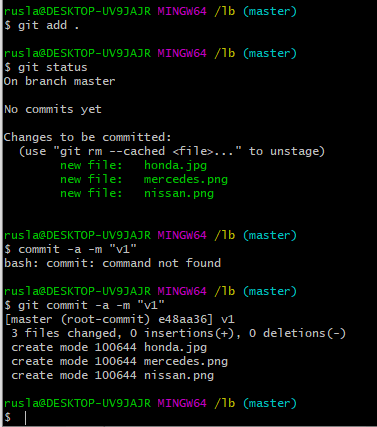 rusla@DESKTOP-UV9JAJR MINGW64 /lb (master)
$ git add .
rusla@DESKTOP-UV9JAJR MINGW64 /lb (master)
$ git status
On branch master
No commits yet
Changes to be committed:
(use "git rm --cached <file>..." to unstage)
new file: honda.jpg
new file: mercedes.png
new file: nissan.png
rusla@DESKTOP-UV9JAJR MINGW64 /lb (master)
$ commit -a -m "v1"
bash: commit: command not found
rusla@DESKTOP-UV9JAJR MINGW64 /lb (master)
$ git commit -a -m "v1"
[master (root-commit) e48aa36] v1
3 files changed, 0 insertions(+), 0 deletions(-)
create mode 100644 honda.jpg
create mode 100644 mercedes.png
create mode 100644 nissan.png
rusla@DESKTOP-UV9JAJR MINGW64 /lb (master)
$